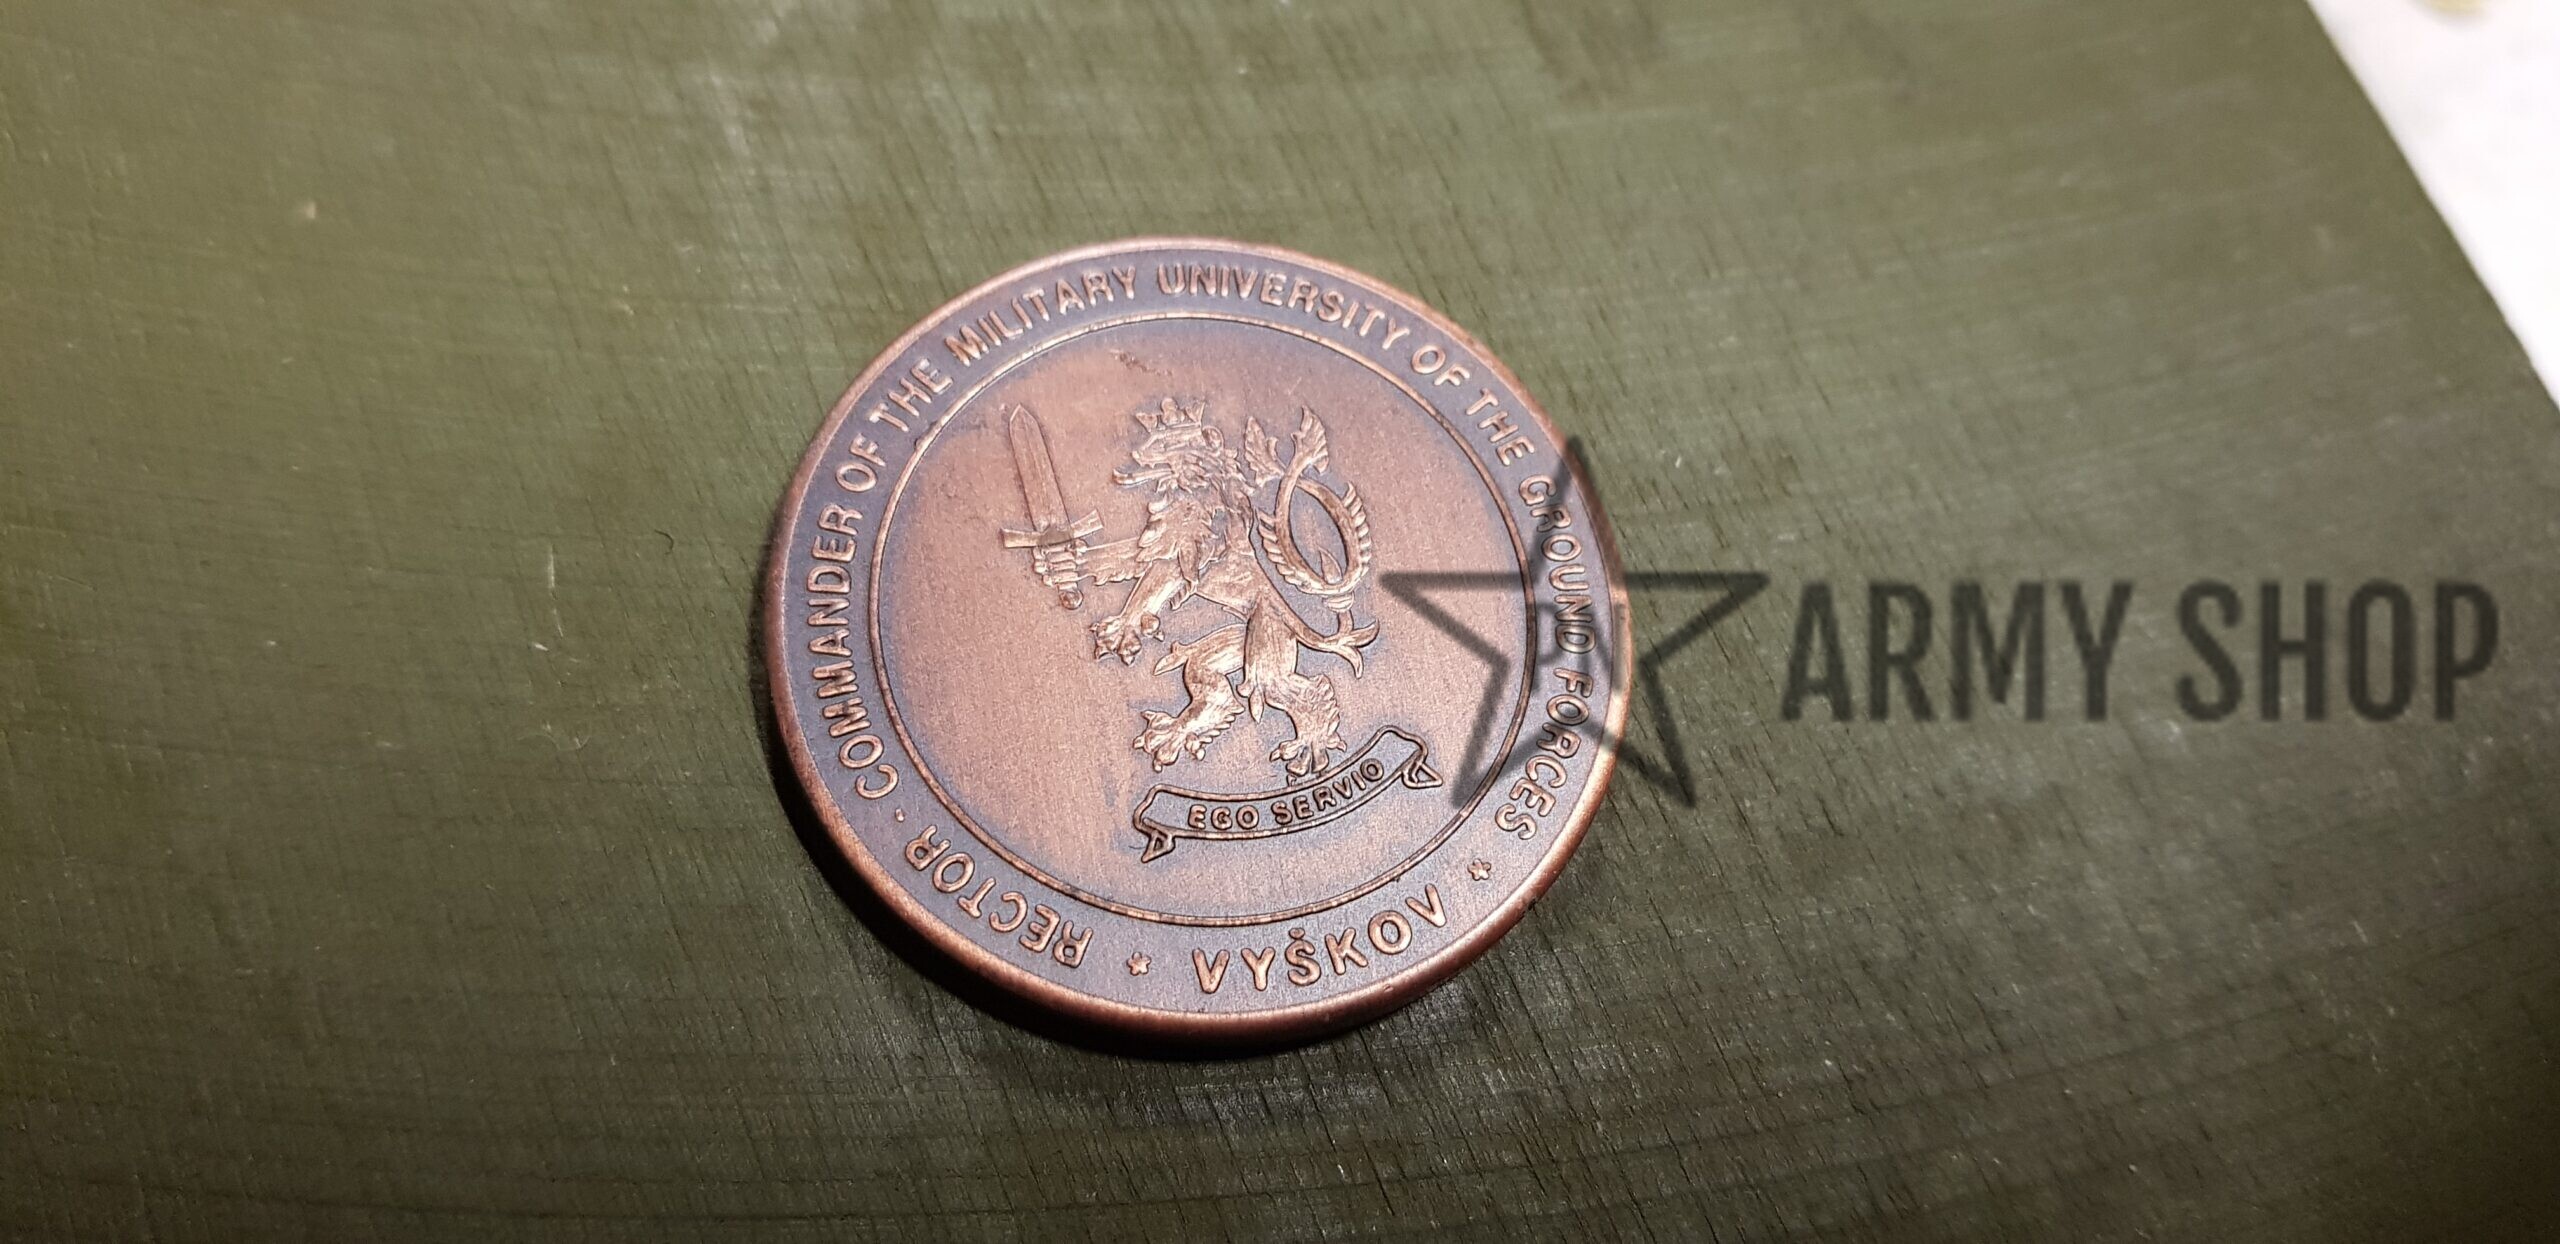 RECTOR - COMMANDER OF THE MILITARY UNIVERSITY OF THE GROUND FORCES
* VYŠKOV *
EGO SERVIO
ARMY SHOP